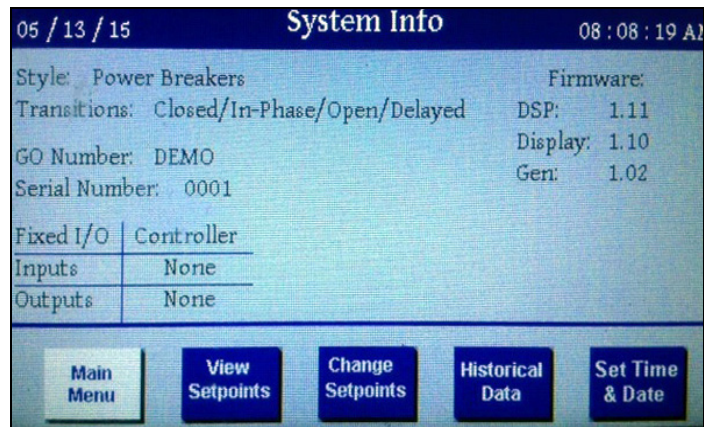 05 / 13 / 15 System Info 08 : 08 : 19
Style: Power Breakers Firmware:
Transitions: Closed/In-Phase/Open/Delayed DSP: 1.11
Display: 1.10
GO Number: DEMO
Gen: 1.02
Serial Number: 0001
Fixed I/O Controller
Inputs None
Outputs None
Main Menu
View Setpoints
Change Setpoints
Historical Data
Set Time & Date